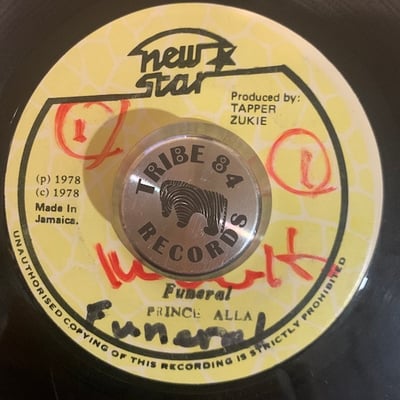 new
star
Produced by:
TAPPER
ZUKIE
1
1
(p) 1978
(c) 1978
Made in
Jamaica.
TRIBE 84
RECORDS
Funeral
PRINCE ALLA
Funeral
UNAUTHORISED COPYING OF THIS RECORDING IS STRICTLY PROHIBITED